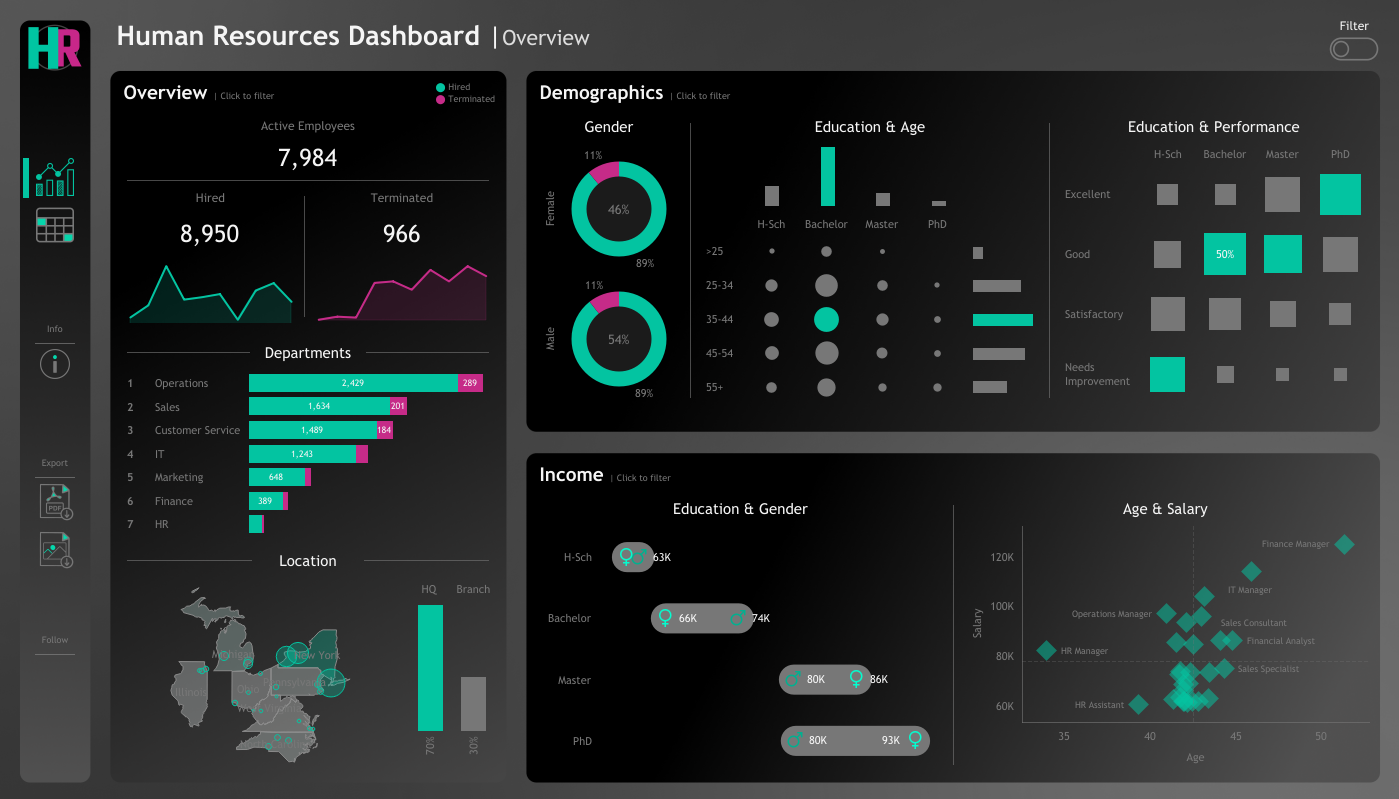 HR
Human Resources Dashboard | Overview
Filter
Info
Export
PDF
Follow
Overview | Click to filter
Hired
Terminated
Active Employees
7,984
Hired
8,950
Terminated
966
Departments
1 Operations 2,429 289
2 Sales 1,634 201
3 Customer Service 1,489 184
4 IT 1,243
5 Marketing 648
6 Finance 389
7 HR
Location
HQ Branch
70% 30%
Michigan
New York
Illinois
Pennsylvania
Demographics | Click to filter
Gender
Female
11%
46%
89%
Male
11%
54%
89%
Education & Age
H-Sch Bachelor Master PhD
>25
25-34
35-44
45-54
55+
Education & Performance
H-Sch Bachelor Master PhD
Excellent
Good 50%
Satisfactory
Needs
Improvement
Income | Click to filter
Education & Gender
H-Sch 63K
Bachelor 66K 74K
Master 80K 86K
PhD 80K 93K
Age & Salary
Salary
120K
100K
80K
60K
Finance Manager
IT Manager
Operations Manager
Sales Consultant
Financial Analyst
HR Manager
Sales Specialist
HR Assistant
35 40 45 50
Age